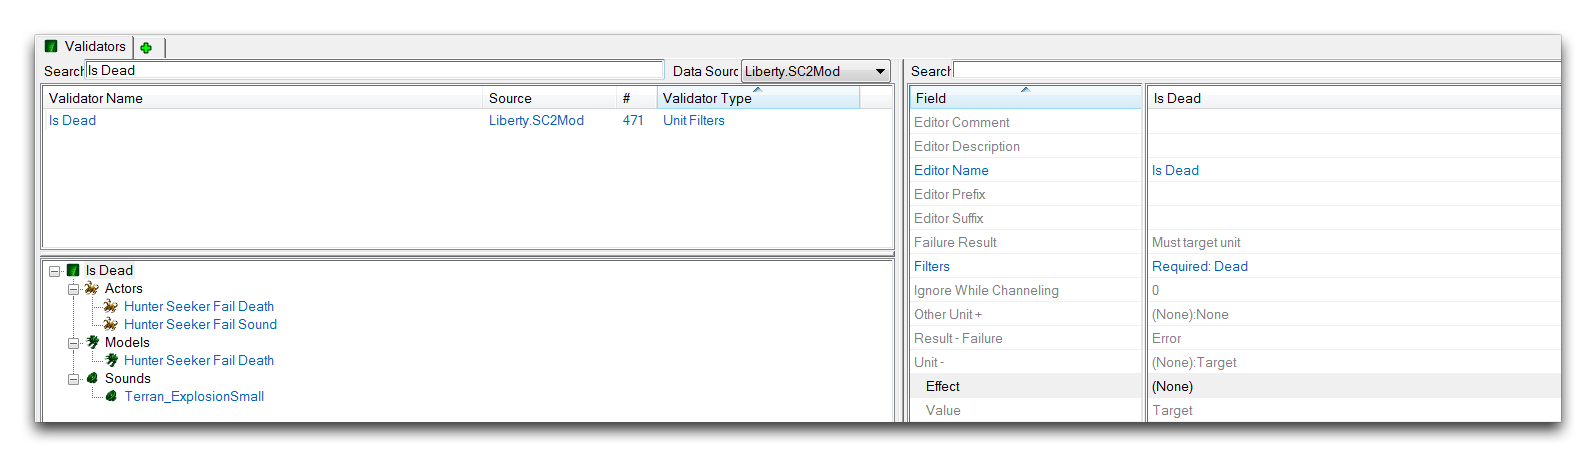 Validators
Search Is Dead Data Sourc Liberty.SC2Mod
Validator Name Source # Validator Type
Is Dead Liberty.SC2Mod 471 Unit Filters
Is Dead
Actors
Hunter Seeker Fail Death
Hunter Seeker Fail Sound
Models
Hunter Seeker Fail Death
Sounds
Terran_ExplosionSmall
Search
Field Is Dead
Editor Comment
Editor Description
Editor Name Is Dead
Editor Prefix
Editor Suffix
Failure Result Must target unit
Filters Required: Dead
Ignore While Channeling 0
Other Unit + (None):None
Result - Failure Error
Unit - (None):Target
Effect (None)
Value Target